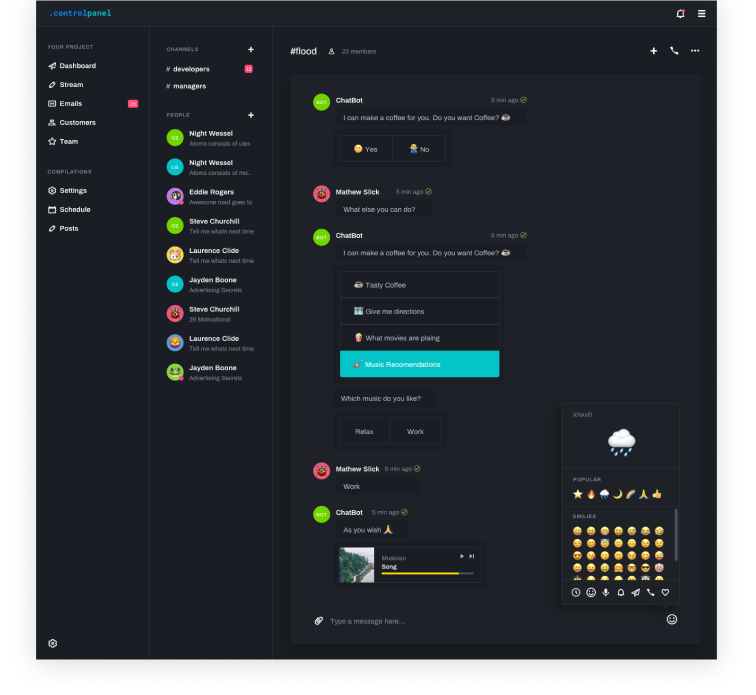 .controlpanel
YOUR PROJECT
Dashboard
Stream
Emails
Customers
Team
COMPILATIONS
Settings
Schedule
Posts
CHANNELS +
# developers
# managers
PEOPLE +
OZ
Night Wessel
Atoms consists of ules
LG
Night Wessel
Atoms consists of mo..
Eddie Rogers
Awesome road goes to
OZ
Steve Churchill
Tell me whats next time
Laurence Clide
Tell me whats next time
OZ
Jayden Boone
Advertising Secrets
Steve Churchill
29 Motivational
Laurence Clide
Tell me whats next time
Jayden Boone
Advertising Secrets
#flood 23 members
BOT
ChatBot 5 min ago
I can make a coffee for you. Do you want Coffee? ☕
Yes No
Mathew Slick 5 min ago
What else you can do?
BOT
ChatBot 5 min ago
I can make a coffee for you. Do you want Coffee? ☕
Tasty Coffee
Give me directions
What movies are plaing
Music Recomendations
Which music do you like?
Relax Work
Mathew Slick 5 min ago
Work
BOT
ChatBot 5 min ago
As you wish 🙏
Musician
Song
Type a message here...
(cloud)
POPULAR
SMILIES